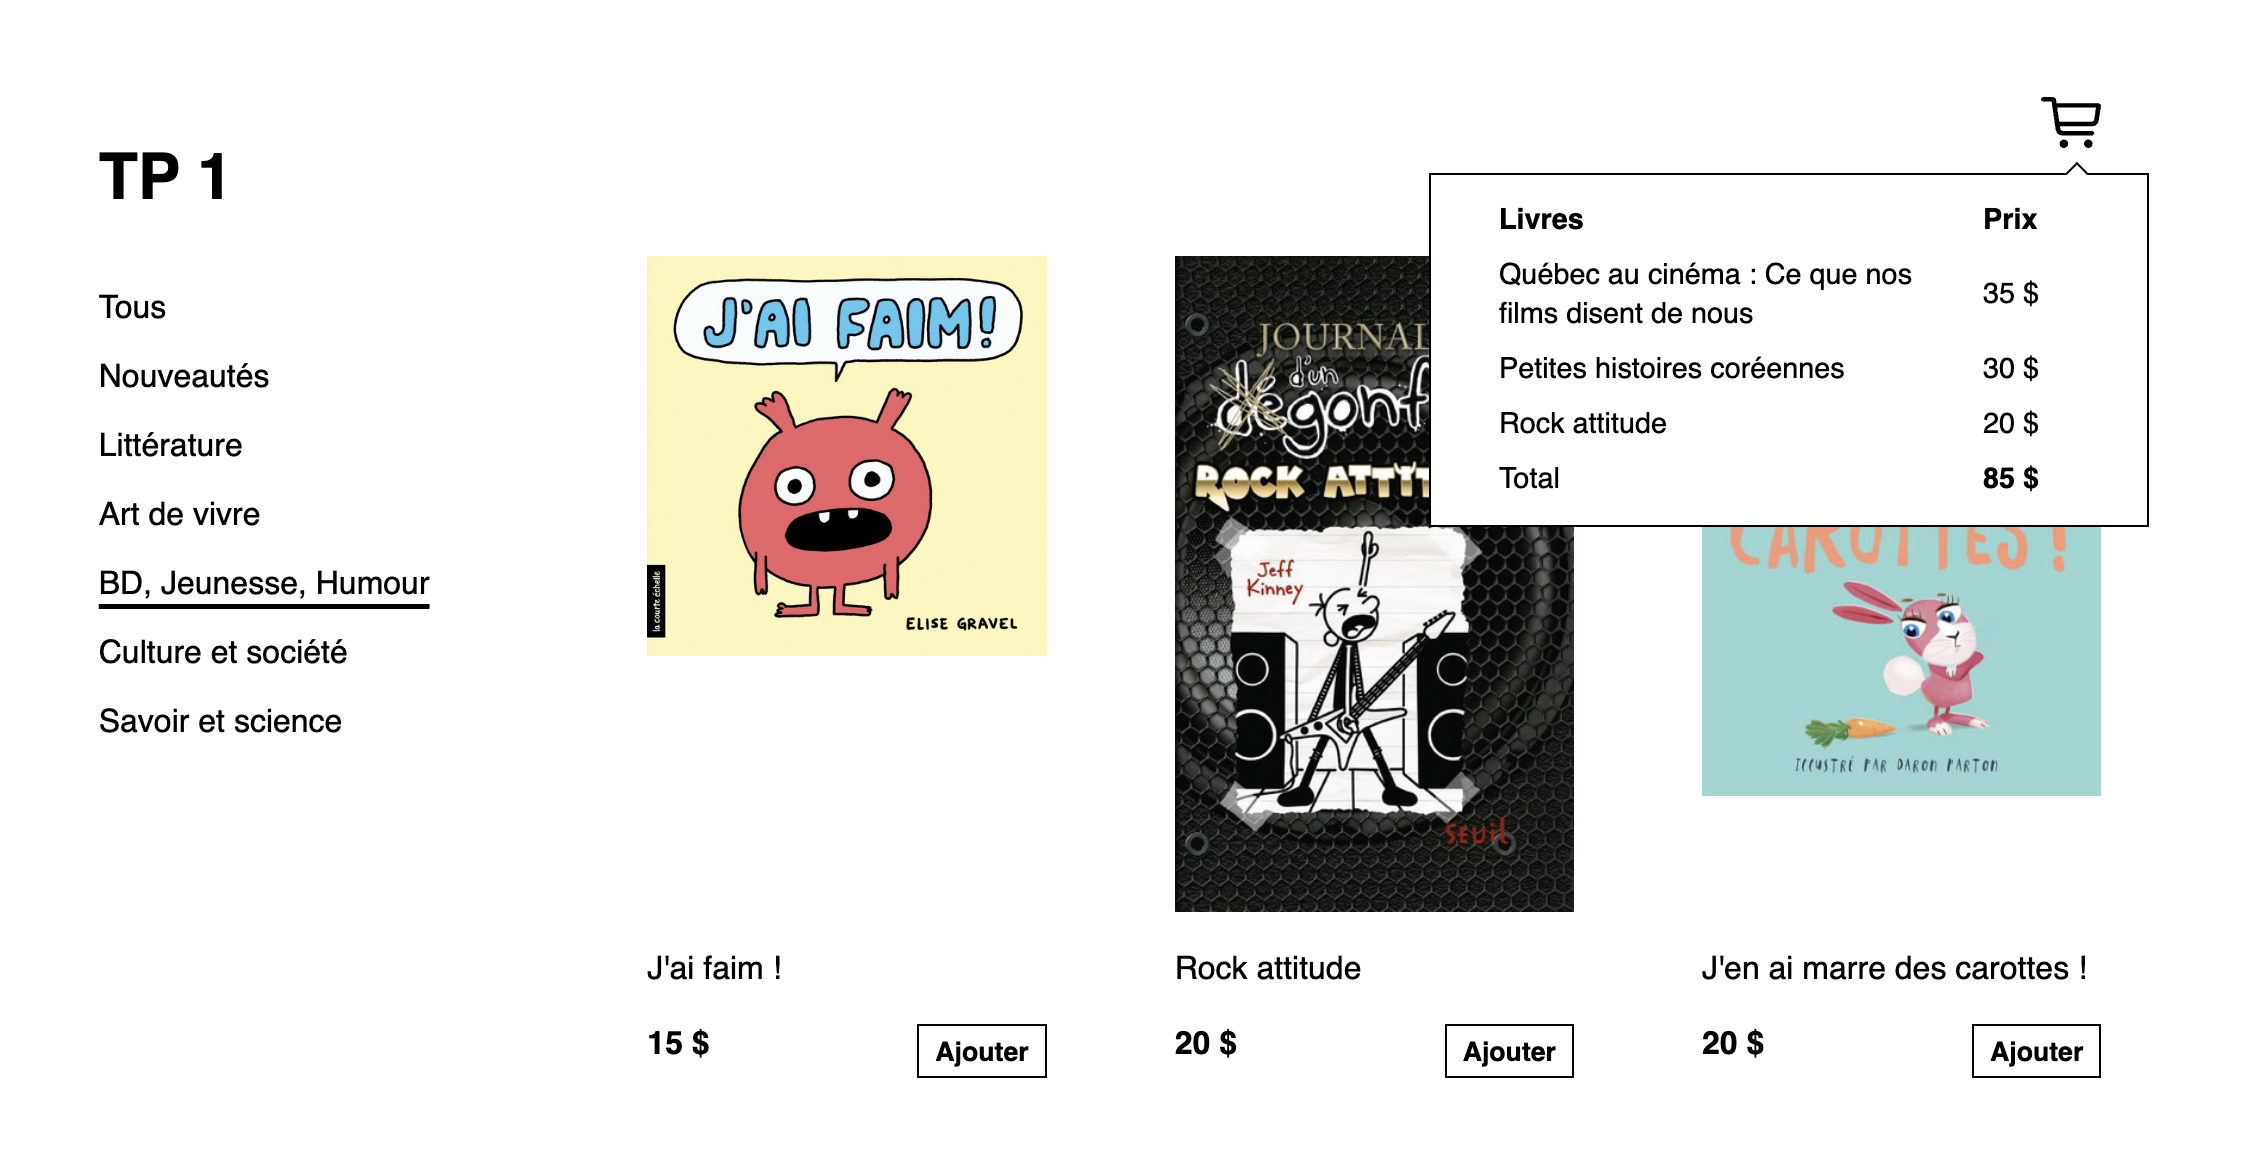 TP 1
Tous
Nouveautés
Littérature
Art de vivre
BD, Jeunesse, Humour
Culture et société
Savoir et science
Livres Prix
Québec au cinéma : Ce que nos
films disent de nous
35 $
Petites histoires coréennes 30 $
Rock attitude 20 $
Total 85 $
J'AI FAIM!
la courte échelle
ELISE GRAVEL
J'ai faim !
15 $
Ajouter
JOURNAL
d'un
dégonf
ROCK ATTIT
Jeff
Kinney
SEUIL
Rock attitude
20 $
Ajouter
CAROTTES !
ILLUSTRÉ PAR DARON PARTON
J'en ai marre des carottes !
20 $
Ajouter